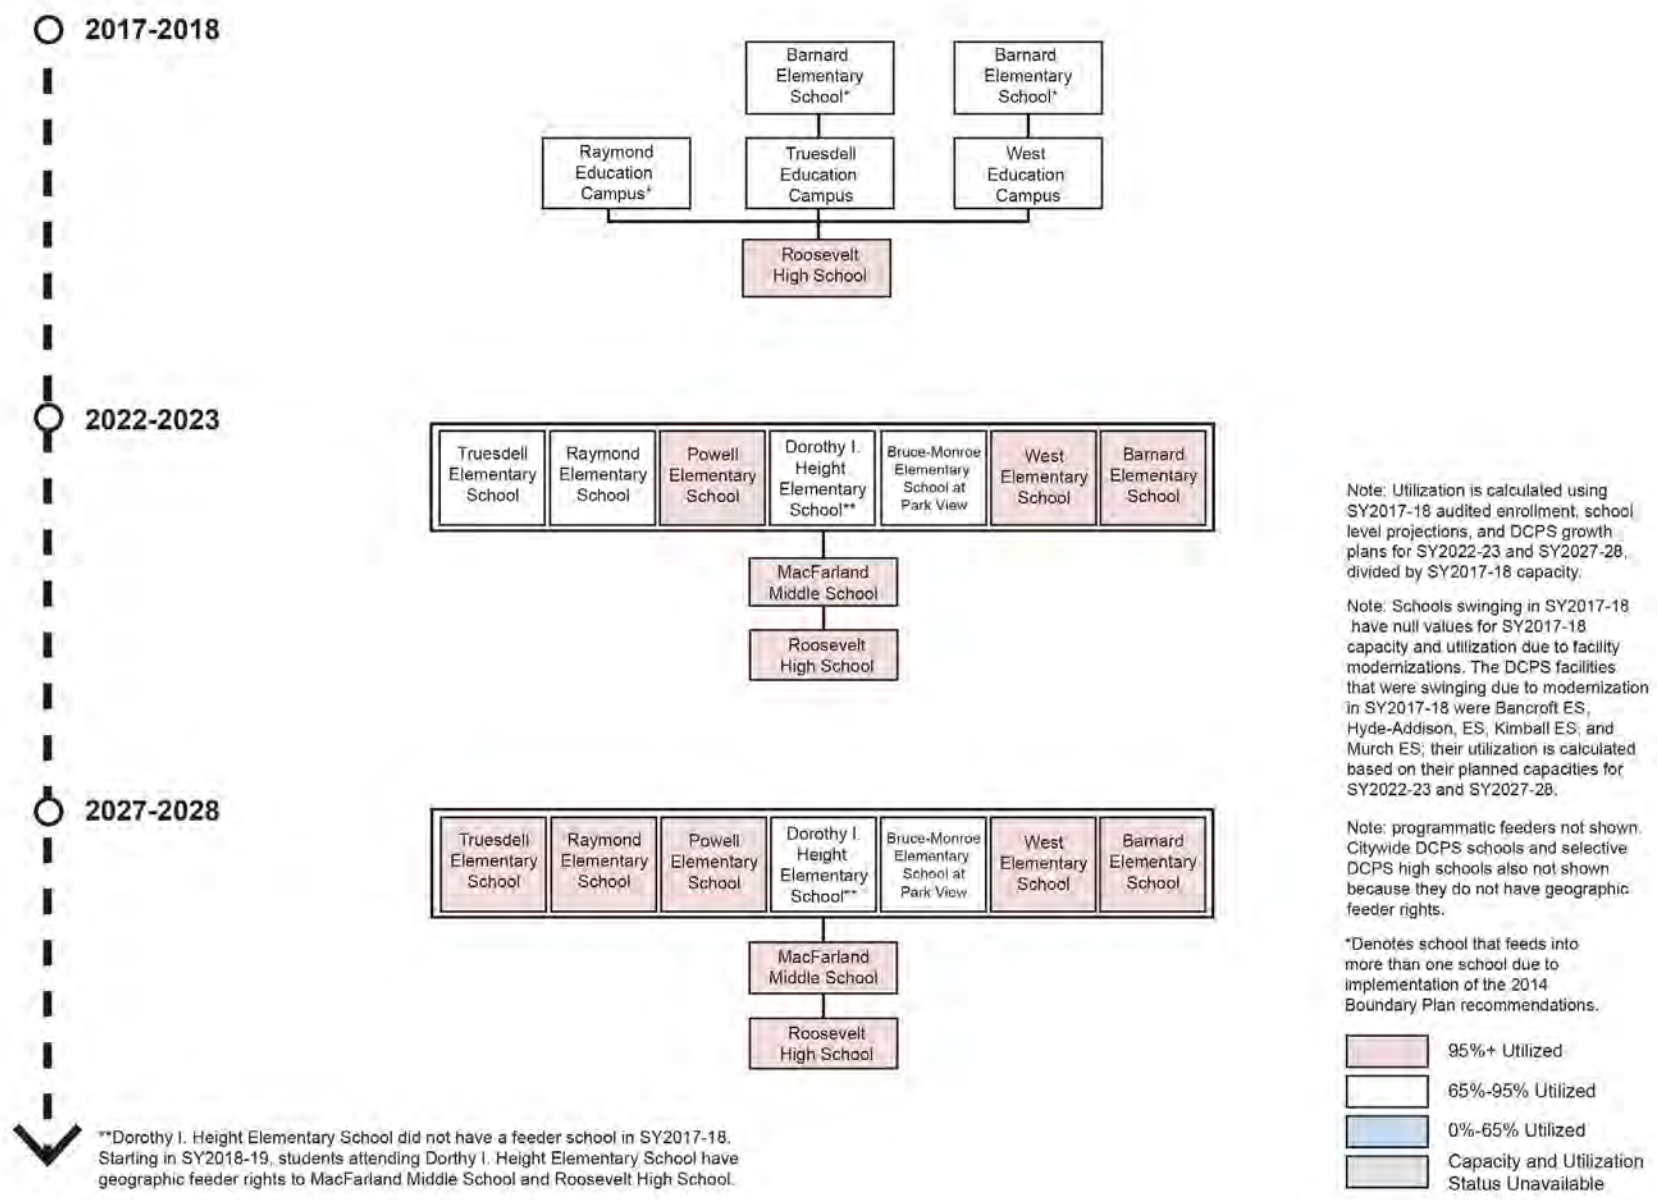 2017-2018
Barnard
Elementary
School*
Barnard
Elementary
School*
Raymond
Education
Campus*
Truesdell
Education
Campus
West
Education
Campus
Roosevelt
High School
2022-2023
Truesdell
Elementary
School
Raymond
Elementary
School
Powell
Elementary
School
Dorothy I.
Height
Elementary
School**
Bruce-Monroe
Elementary
School at
Park View
West
Elementary
School
Barnard
Elementary
School
MacFarland
Middle School
Roosevelt
High School
2027-2028
Truesdell
Elementary
School
Raymond
Elementary
School
Powell
Elementary
School
Dorothy I.
Height
Elementary
School**
Bruce-Monroe
Elementary
School at
Park View
West
Elementary
School
Barnard
Elementary
School
MacFarland
Middle School
Roosevelt
High School
**Dorothy I. Height Elementary School did not have a feeder school in SY2017-18.
Starting in SY2018-19, students attending Dorthy I. Height Elementary School have
geographic feeder rights to MacFarland Middle School and Roosevelt High School.
Note: Utilization is calculated using
SY2017-18 audited enrollment, school
level projections, and DCPS growth
plans for SY2022-23 and SY2027-28,
divided by SY2017-18 capacity.
Note: Schools swinging in SY2017-18
have null values for SY2017-18
capacity and utilization due to facility
modernizations. The DCPS facilities
that were swinging due to modernization
in SY2017-18 were Bancroft ES,
Hyde-Addison, ES, Kimball ES, and
Murch ES; their utilization is calculated
based on their planned capacities for
SY2022-23 and SY2027-28.
Note: programmatic feeders not shown.
Citywide DCPS schools and selective
DCPS high schools also not shown
because they do not have geographic
feeder rights.
*Denotes school that feeds into
more than one school due to
implementation of the 2014
Boundary Plan recommendations.
95%+ Utilized
65%-95% Utilized
0%-65% Utilized
Capacity and Utilization
Status Unavailable